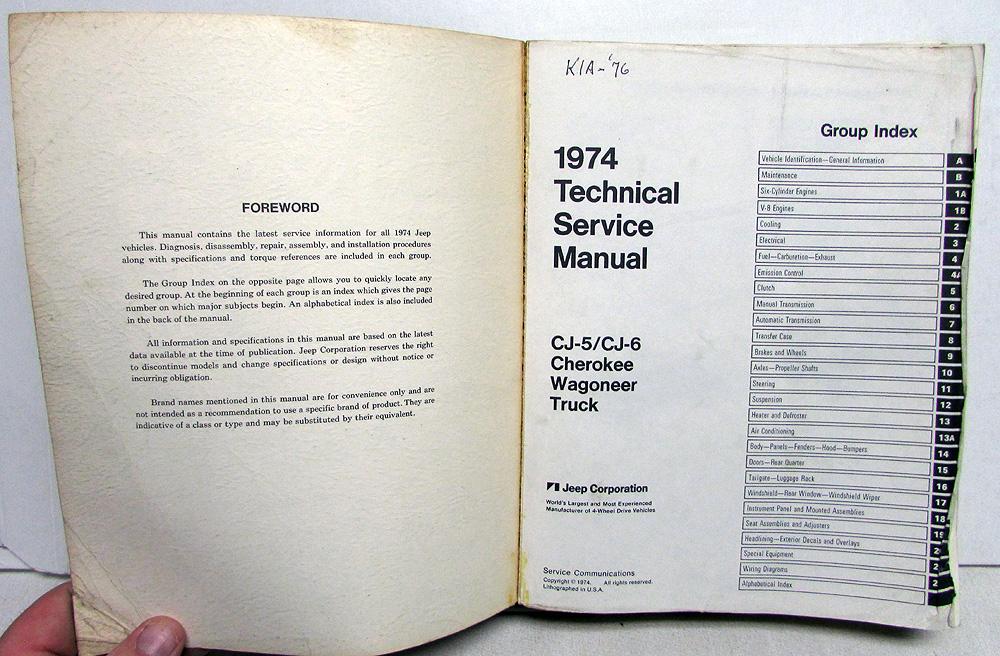 FOREWORD
This manual contains the latest service information for all 1974 Jeep
vehicles. Diagnosis, disassembly, repair, assembly, and installation procedures
along with specifications and torque references are included in each group.
The Group Index on the opposite page allows you to quickly locate any
desired group. At the beginning of each group is an index which gives the page
number on which major subjects begin. An alphabetical index is also included
in the back of the manual.
All information and specifications in this manual are based on the latest
data available at the time of publication. Jeep Corporation reserves the right
to discontinue models and change specifications or design without notice or
incurring obligation.
Brand names mentioned in this manual are for convenience only and are
not intended as a recommendation to use a specific brand of product. They are
indicative of a class or type and may be substituted by their equivalent.
KIA-'76
1974
Technical
Service
Manual
CJ-5/CJ-6
Cherokee
Wagoneer
Truck
Jeep Corporation
World's Largest and Most Experienced
Manufacturer of 4-Wheel Drive Vehicles
Service Communications
Copyright © 1974. All rights reserved.
Lithographed in U.S.A.
Group Index
Vehicle Identification—General Information A
Maintenance B
Six-Cylinder Engines 1A
V-8 Engines 1B
Cooling 2
Electrical 3
Fuel—Carburetion—Exhaust 4
Emission Control 4A
Clutch 5
Manual Transmission 6
Automatic Transmission 7
Transfer Case 8
Brakes and Wheels 9
Axles—Propeller Shafts 10
Steering 11
Suspension 12
Heater and Defroster 13
Air Conditioning 13A
Body—Panels—Fenders—Hood—Bumpers 14
Doors—Rear Quarter 15
Tailgate—Luggage Rack 16
Windshield—Rear Window—Windshield Wiper 17
Instrument Panel and Mounted Assemblies 18
Seat Assemblies and Adjusters 19
Headlining—Exterior Decals and Overlays 2
Special Equipment 2
Wiring Diagrams 2
Alphabetical Index 2